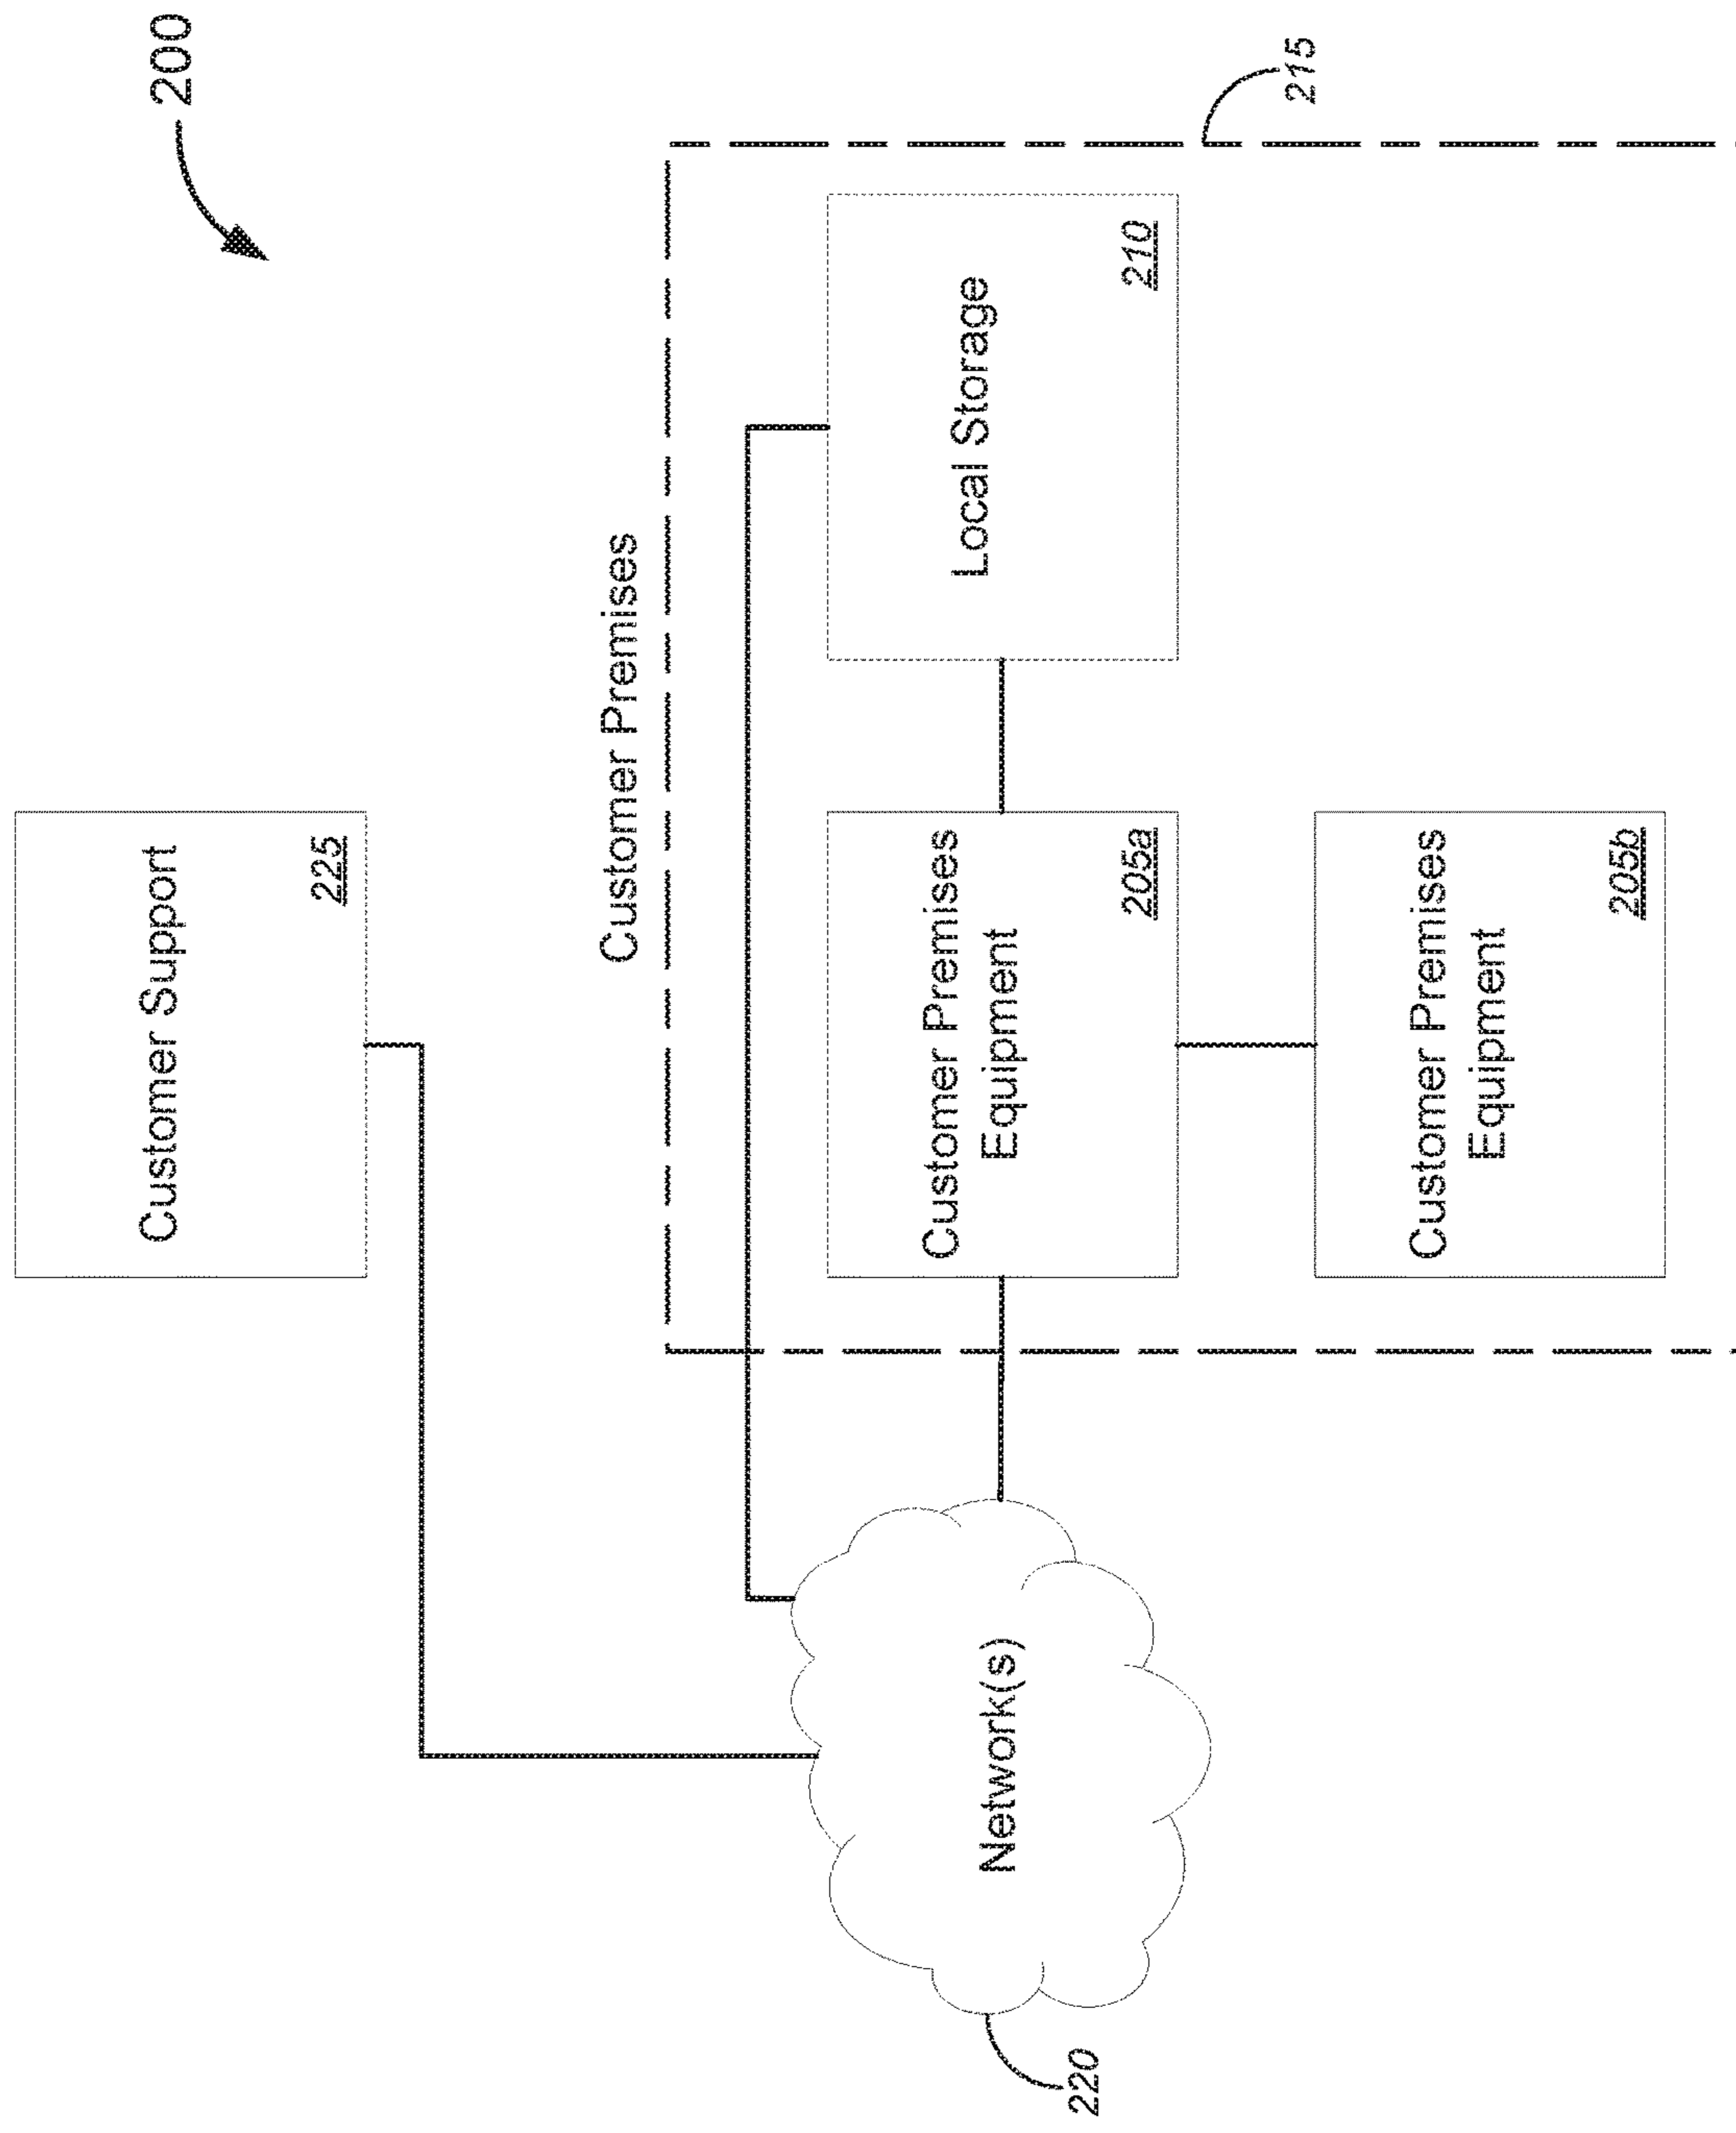 200
Customer Support
225
Customer Premises
215
Network(s)
220
Customer Premises
Equipment
205a
Local Storage
210
Customer Premises
Equipment
205b